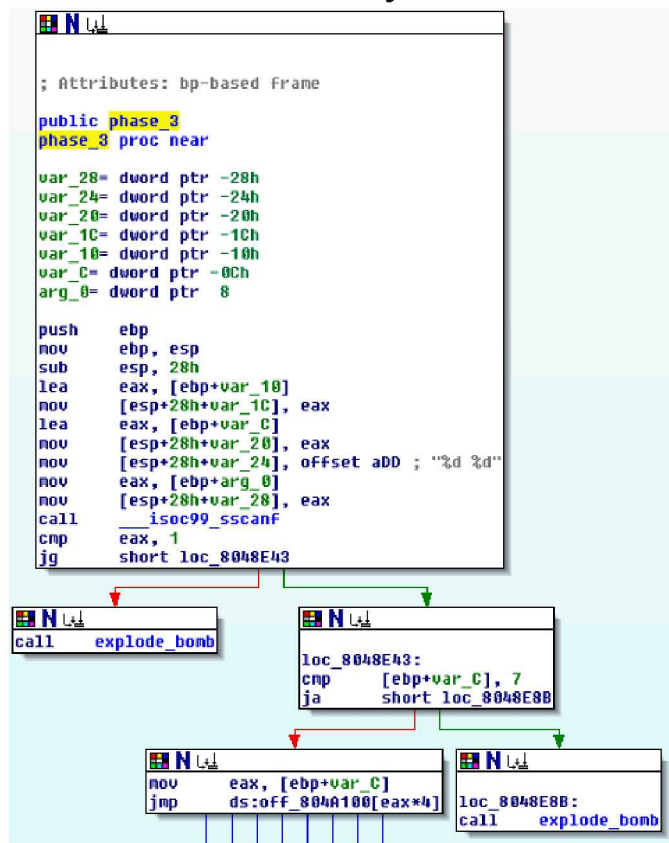 N
; Attributes: bp-based frame
public phase_3
phase_3 proc near
var_28= dword ptr -28h
var_24= dword ptr -24h
var_20= dword ptr -20h
var_1C= dword ptr -1Ch
var_10= dword ptr -10h
var_C= dword ptr -0Ch
arg_0= dword ptr  8
push    ebp
mov     ebp, esp
sub     esp, 28h
lea     eax, [ebp+var_10]
mov     [esp+28h+var_1C], eax
lea     eax, [ebp+var_C]
mov     [esp+28h+var_20], eax
mov     [esp+28h+var_24], offset aDD ; "%d %d"
mov     eax, [ebp+arg_0]
mov     [esp+28h+var_28], eax
call    ___isoc99_sscanf
cmp     eax, 1
jg      short loc_8048E43
N
call    explode_bomb
N
loc_8048E43:
cmp     [ebp+var_C], 7
ja      short loc_8048E8B
N
mov     eax, [ebp+var_C]
jmp     ds:off_804A100[eax*4]
N
loc_8048E8B:
call    explode_bomb